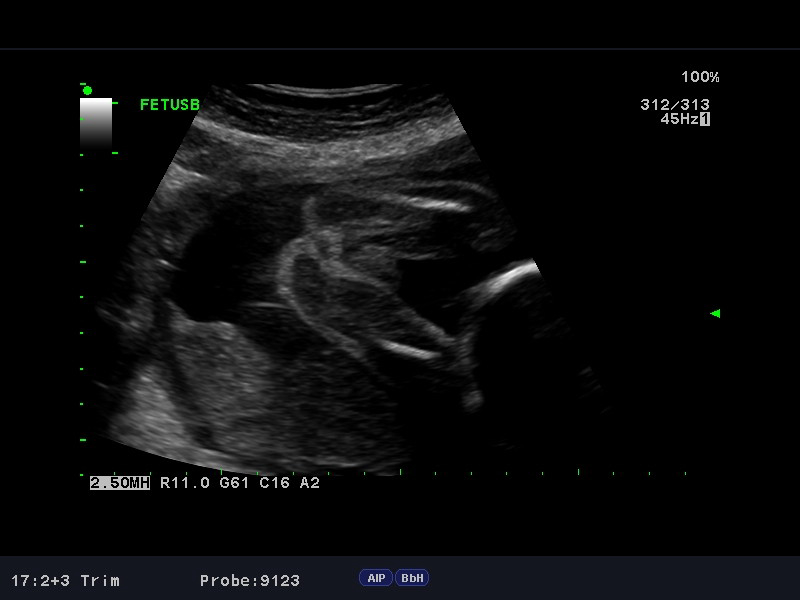 100%
FETUSB
312/313
45Hz1
2.50MH R11.0 G61 C16 A2
17:2+3 Trim Probe:9123 AIP BbH